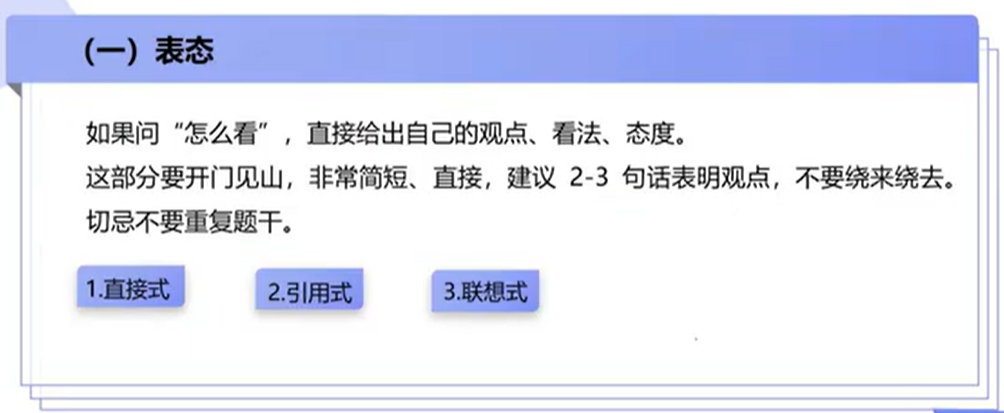 （一）表态
如果问“怎么看”，直接给出自己的观点、看法、态度。
这部分要开门见山，非常简短、直接，建议 2-3 句话表明观点，不要绕来绕去。
切忌不要重复题干。
1.直接式 2.引用式 3.联想式